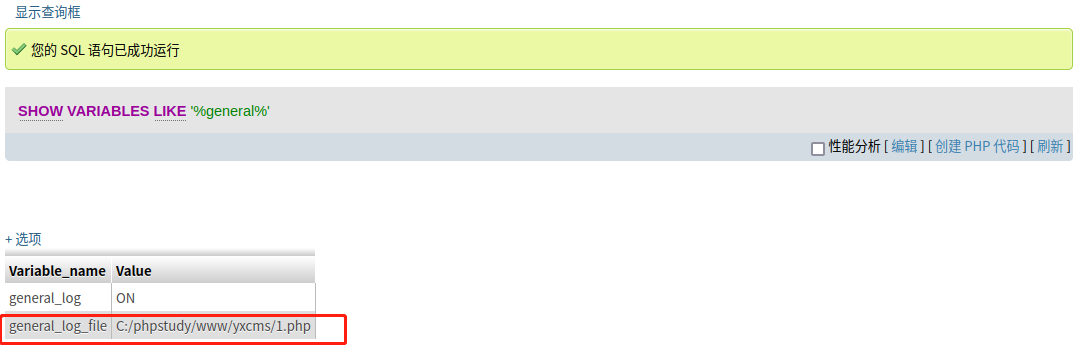 显示查询框
您的 SQL 语句已成功运行
SHOW VARIABLES LIKE '%general%'
性能分析 [ 编辑 ] [ 创建 PHP 代码 ] [ 刷新 ]
+ 选项
Variable_name Value
general_log ON
general_log_file C:/phpstudy/www/yxcms/1.php